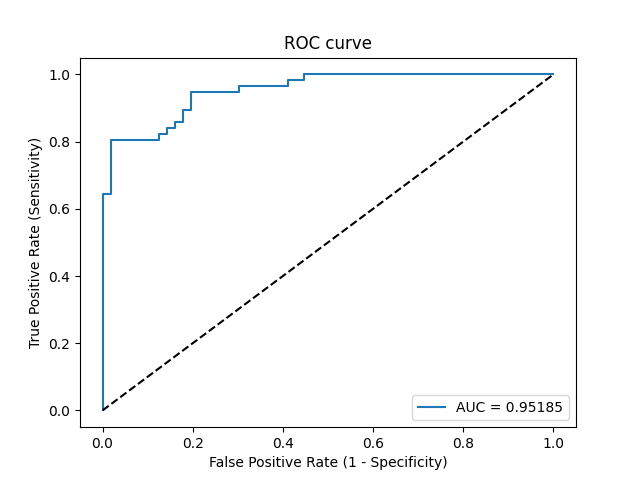 ROC curve
True Positive Rate (Sensitivity)
1.0
0.8
0.6
0.4
0.2
0.0
AUC = 0.95185
0.0 0.2 0.4 0.6 0.8 1.0
False Positive Rate (1 - Specificity)